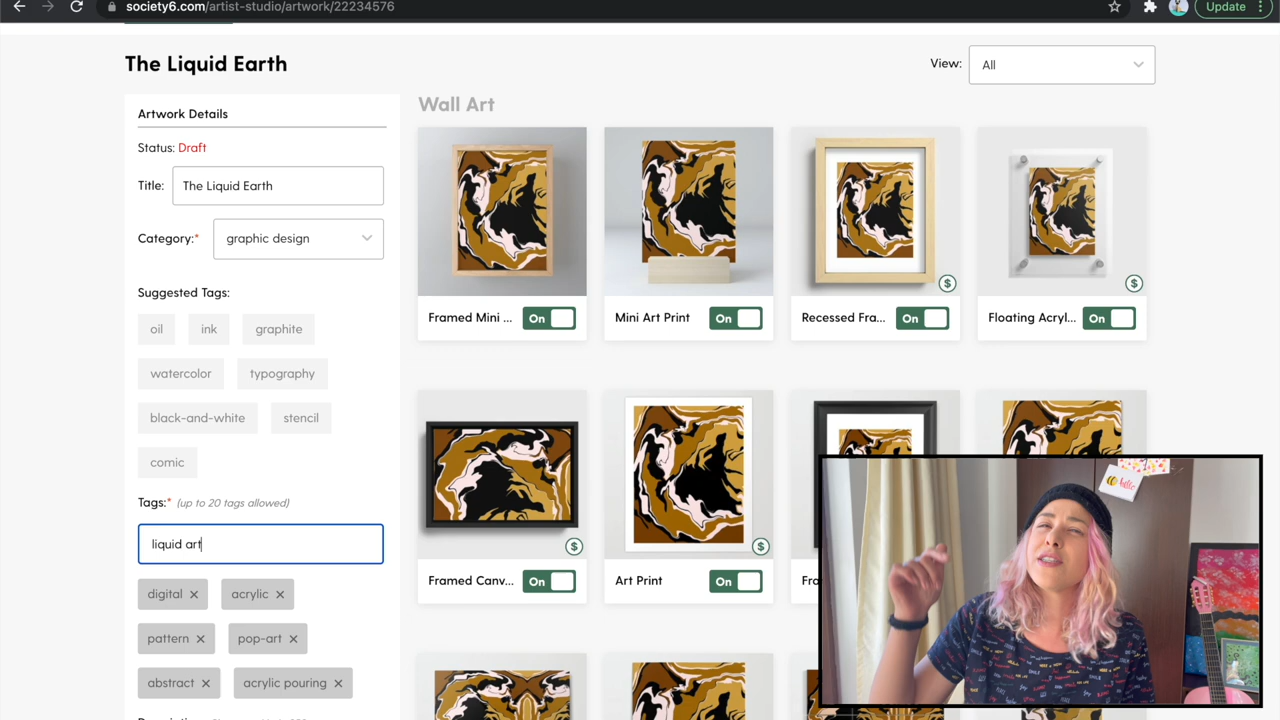 society6.com/artist-studio/artwork/22234576
Update
The Liquid Earth
View:
All
Artwork Details
Status: Draft
Title:
The Liquid Earth
Category:*
graphic design
Suggested Tags:
oil
ink
graphite
watercolor
typography
black-and-white
stencil
comic
Tags:* (up to 20 tags allowed)
liquid art
digital ×
acrylic ×
pattern ×
pop-art ×
abstract ×
acrylic pouring ×
Wall Art
Framed Mini ...
On
Mini Art Print
On
Recessed Fra...
On
Floating Acryl...
On
$
$
Framed Canv...
On
Art Print
On
$
$
hello